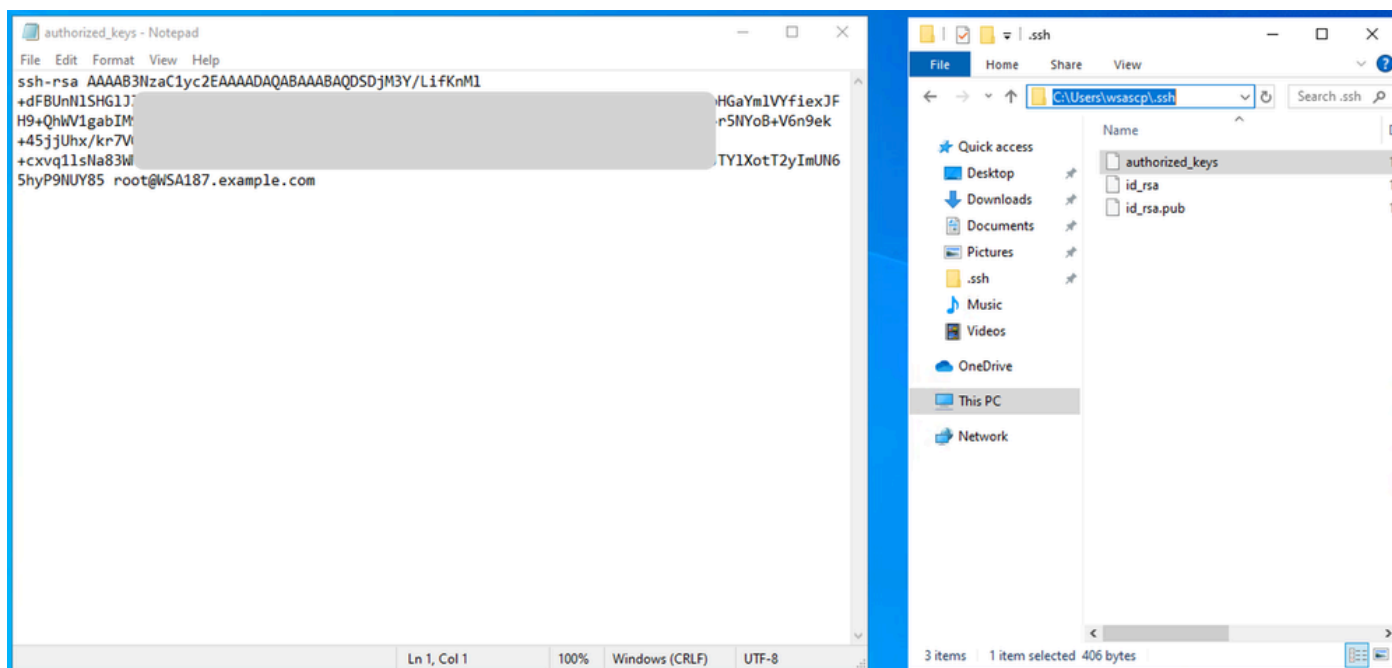 authorized_keys - Notepad
File Edit Format View Help
ssh-rsa AAAAB3NzaC1yc2EAAAADAQABAAABAQDSDjM3Y/LifKnMl
+dFBUnNlSHGlJ
HGaYmlVYfiexJF
H9+QhWV1gabIM
r5NYoB+V6n9ek
+45jjUhx/kr7V
+cxvq1lsNa83W
TYlXotT2yImUN6
5hyP9NUY85 root@WSA187.example.com
Ln 1, Col 1
100%
Windows (CRLF)
UTF-8
.ssh
File Home Share View
C:\Users\wsascp\.ssh
Search .ssh
Name
Quick access
Desktop
Downloads
Documents
Pictures
.ssh
Music
Videos
OneDrive
This PC
Network
authorized_keys
id_rsa
id_rsa.pub
3 items 1 item selected 406 bytes